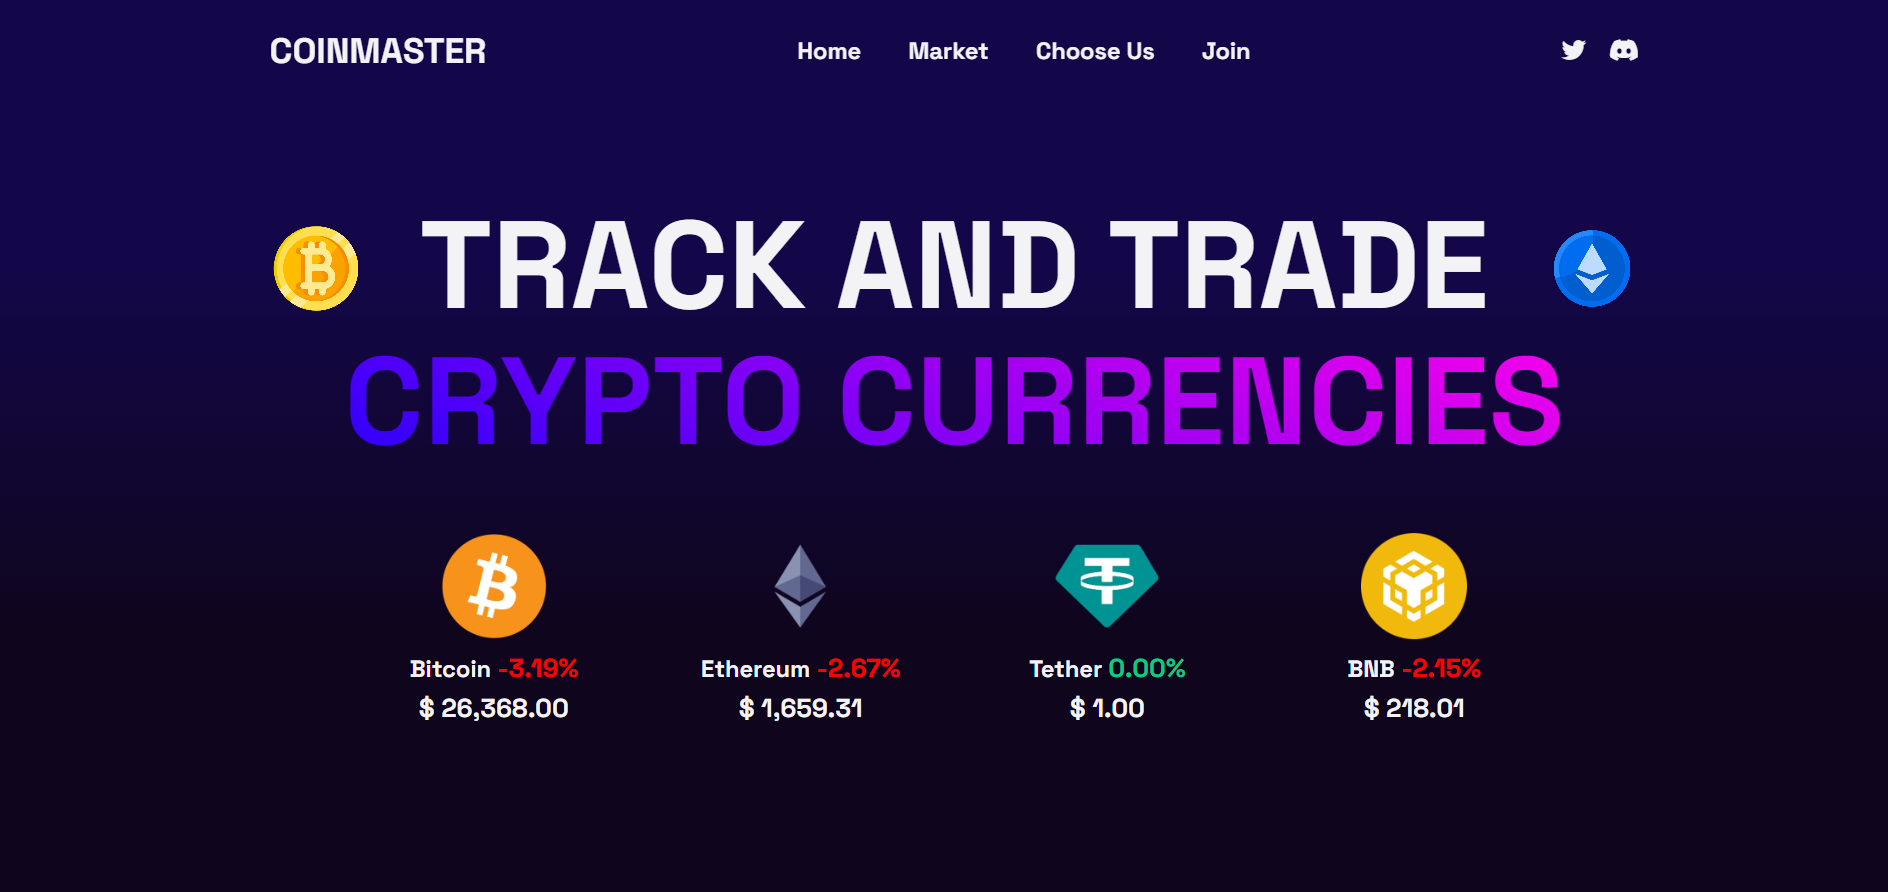 COINMASTER
Home Market Choose Us Join
TRACK AND TRADE
CRYPTO CURRENCIES
Bitcoin -3.19%
$ 26,368.00
Ethereum -2.67%
$ 1,659.31
Tether 0.00%
$ 1.00
BNB -2.15%
$ 218.01